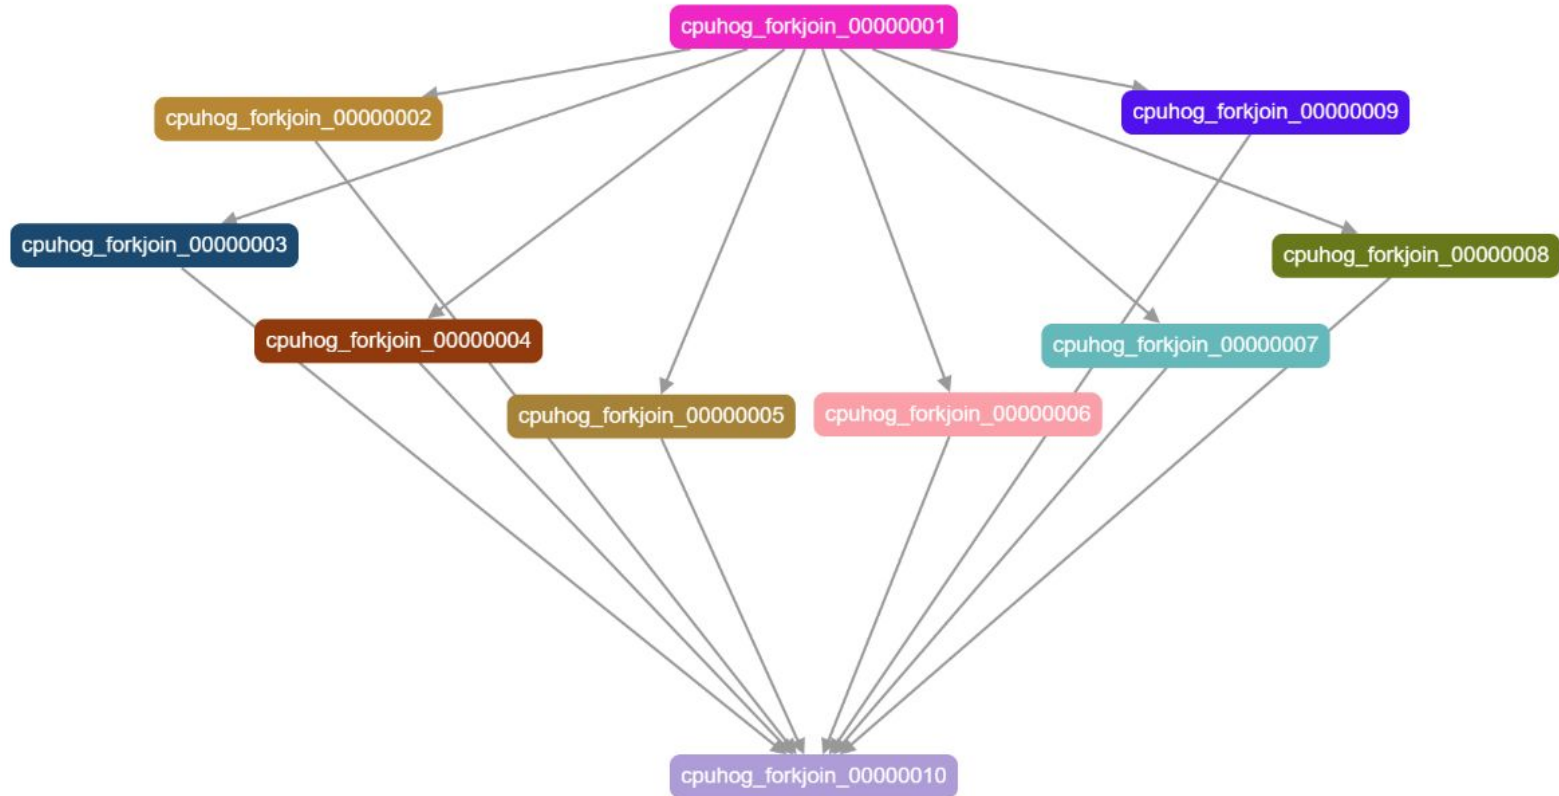 cpuhog_forkjoin_00000001
cpuhog_forkjoin_00000002
cpuhog_forkjoin_00000009
cpuhog_forkjoin_00000003
cpuhog_forkjoin_00000008
cpuhog_forkjoin_00000004
cpuhog_forkjoin_00000007
cpuhog_forkjoin_00000005
cpuhog_forkjoin_00000006
cpuhog_forkjoin_00000010